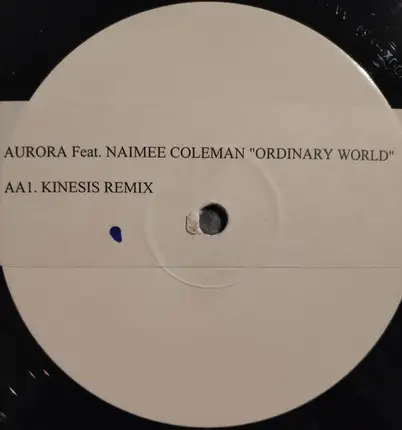 AURORA Feat. NAIMEE COLEMAN "ORDINARY WORLD"
AA1. KINESIS REMIX